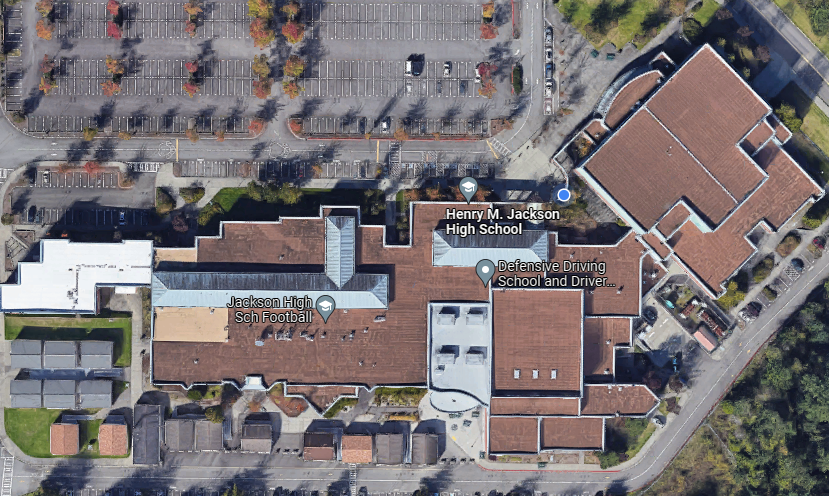 Henry M. Jackson
High School
Defensive Driving
School and Driver...
Jackson High
Sch Football